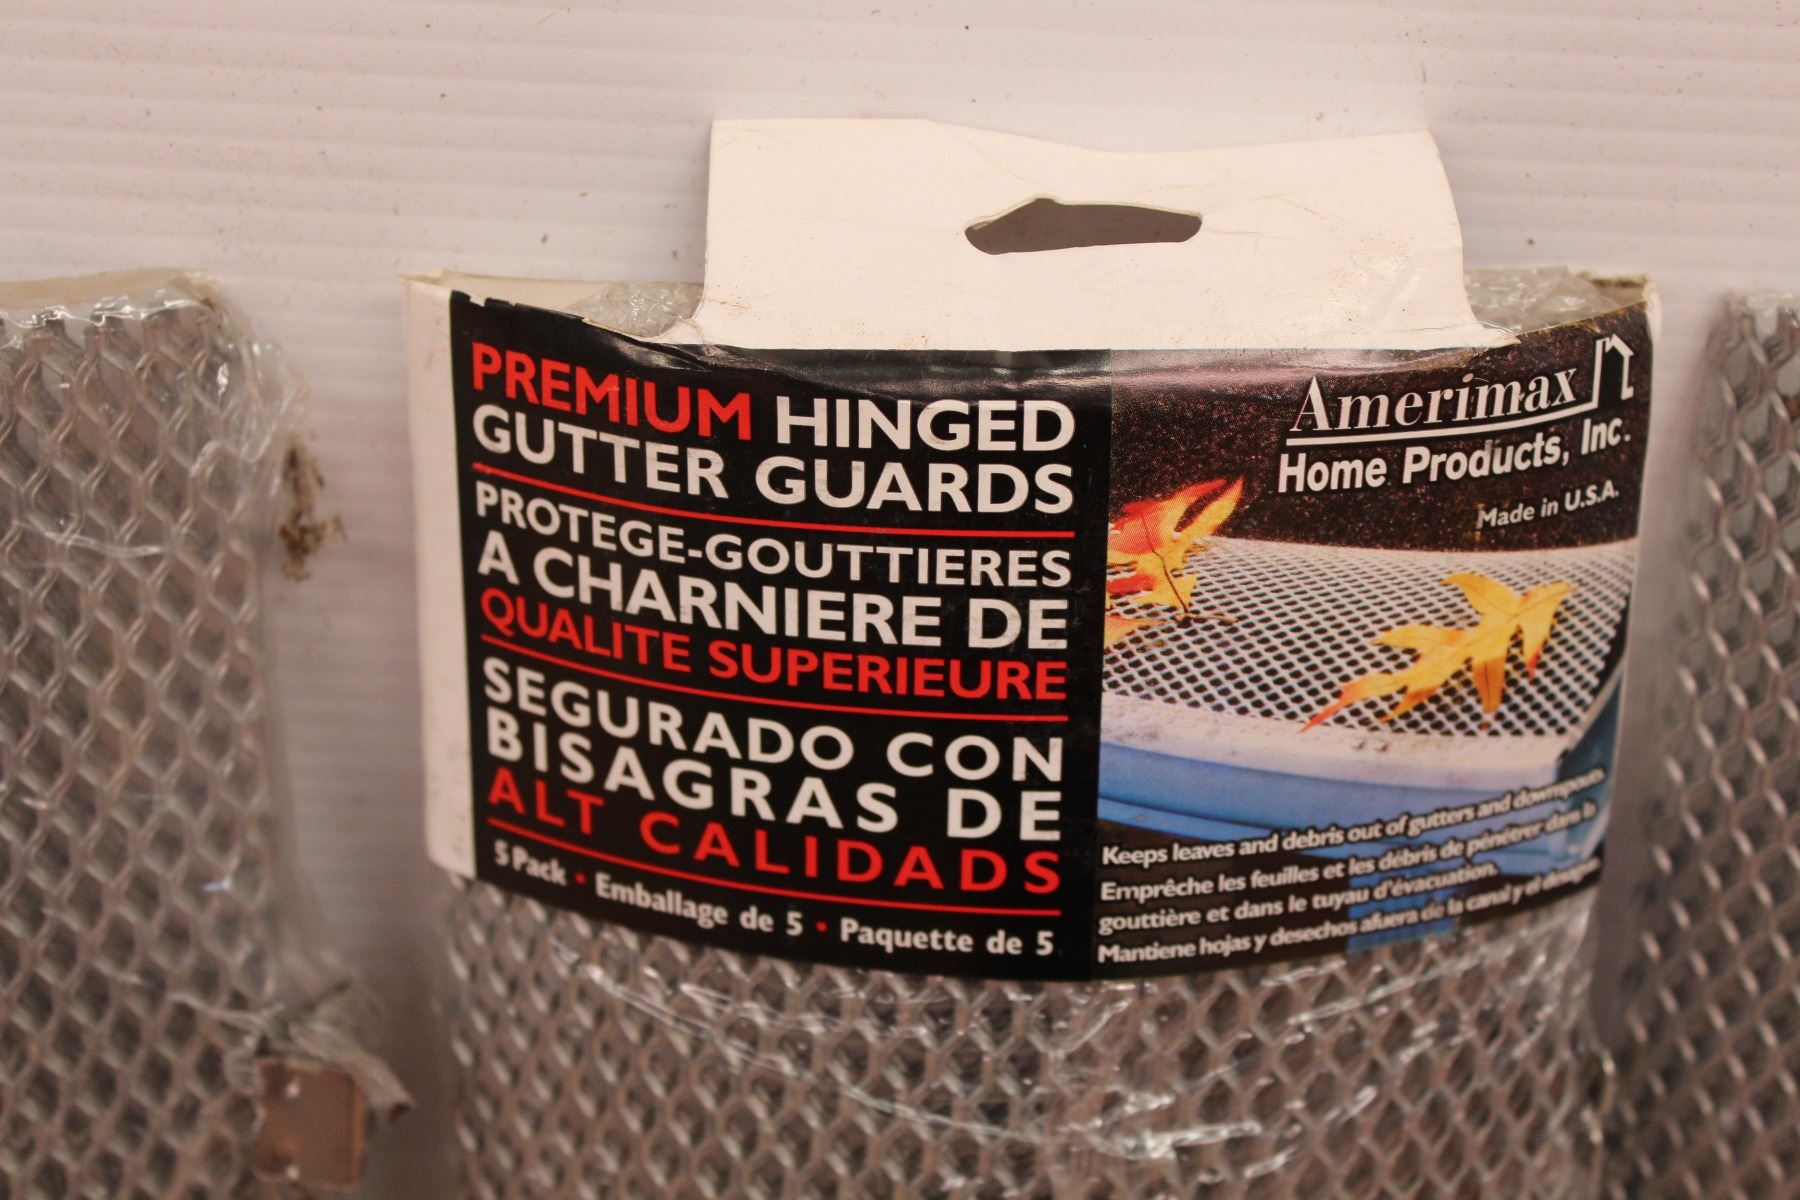 PREMIUM HINGED
GUTTER GUARDS
PROTEGE-GOUTTIERES
A CHARNIERE DE
QUALITE SUPERIEURE
SEGURADO CON
BISAGRAS DE
ALT CALIDADS
5 Pack • Emballage de 5 • Paquette de 5
Amerimax
Home Products, Inc.
Made in U.S.A.
Keeps leaves and debris out of gutters and downpouts.
Emprêche les feuilles et les débris de pénétrer dans la
gouttière et dans le tuyau d'évacuation.
Mantiene hojas y desechos afuera de la canal y el desague.